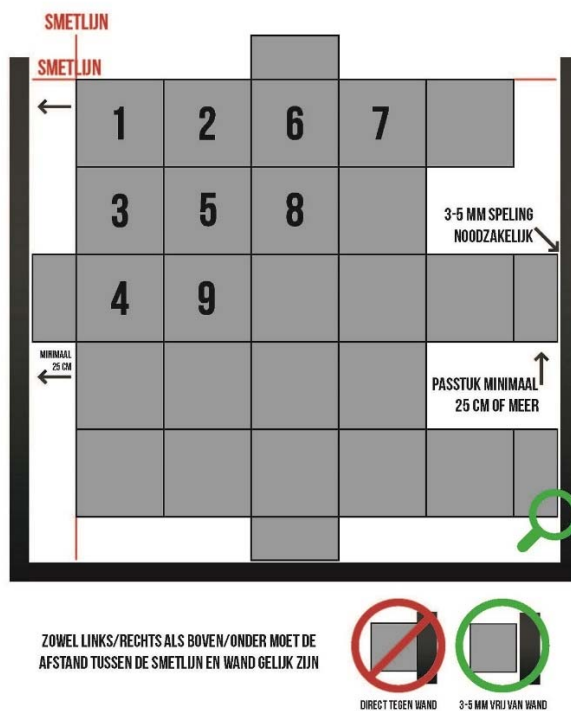 SMETLIJN
SMETLIJN
1 2 6 7
3 5 8
3-5 MM SPELING
NOODZAKELIJK
4 9
MINIMAAL
25 CM
PASSTUK MINIMAAL
25 CM OF MEER
ZOWEL LINKS/RECHTS ALS BOVEN/ONDER MOET DE
AFSTAND TUSSEN DE SMETLIJN EN WAND GELIJK ZIJN
DIRECT TEGEN WAND
3-5 MM VRIJ VAN WAND